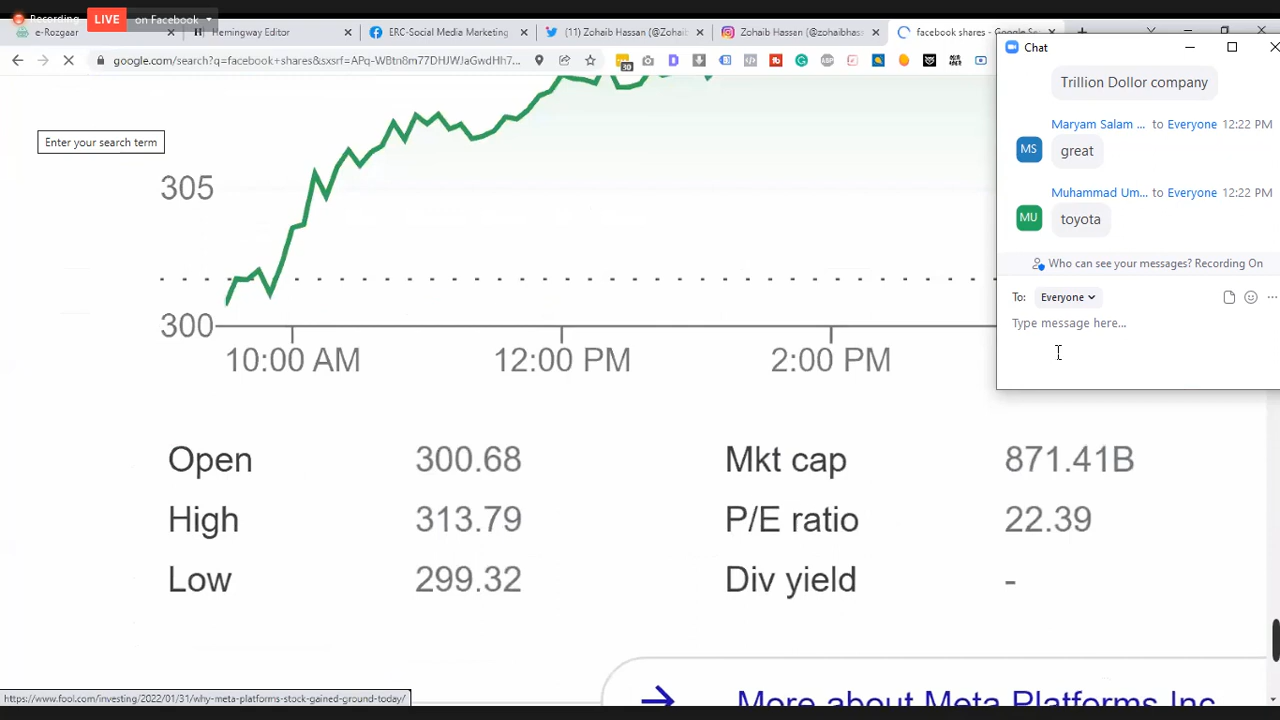 Recording LIVE on Facebook
e-Rozgaar
Hemingway Editor
ERC-Social Media Marketing
(11) Zohaib Hassan (@Zohaib
Zohaib Hassan (@zohaibhas
facebook shares - Google Se
google.com/search?q=facebook+shares&sxsrf=
30
Chat
Trillion Dollor company
Maryam Salam ... to Everyone 12:22 PM
MS great
Muhammad Um... to Everyone 12:22 PM
MU toyota
Who can see your messages? Recording On
To: Everyone
Type message here...
Enter your search term
305
300
10:00 AM 12:00 PM 2:00 PM
Open 300.68 Mkt cap 871.41B
High 313.79 P/E ratio 22.39
Low 299.32 Div yield -
More about Meta Platforms Inc
https://www.fool.com/investing/2022/01/31/why-meta-platforms-stock-gained-ground-today/